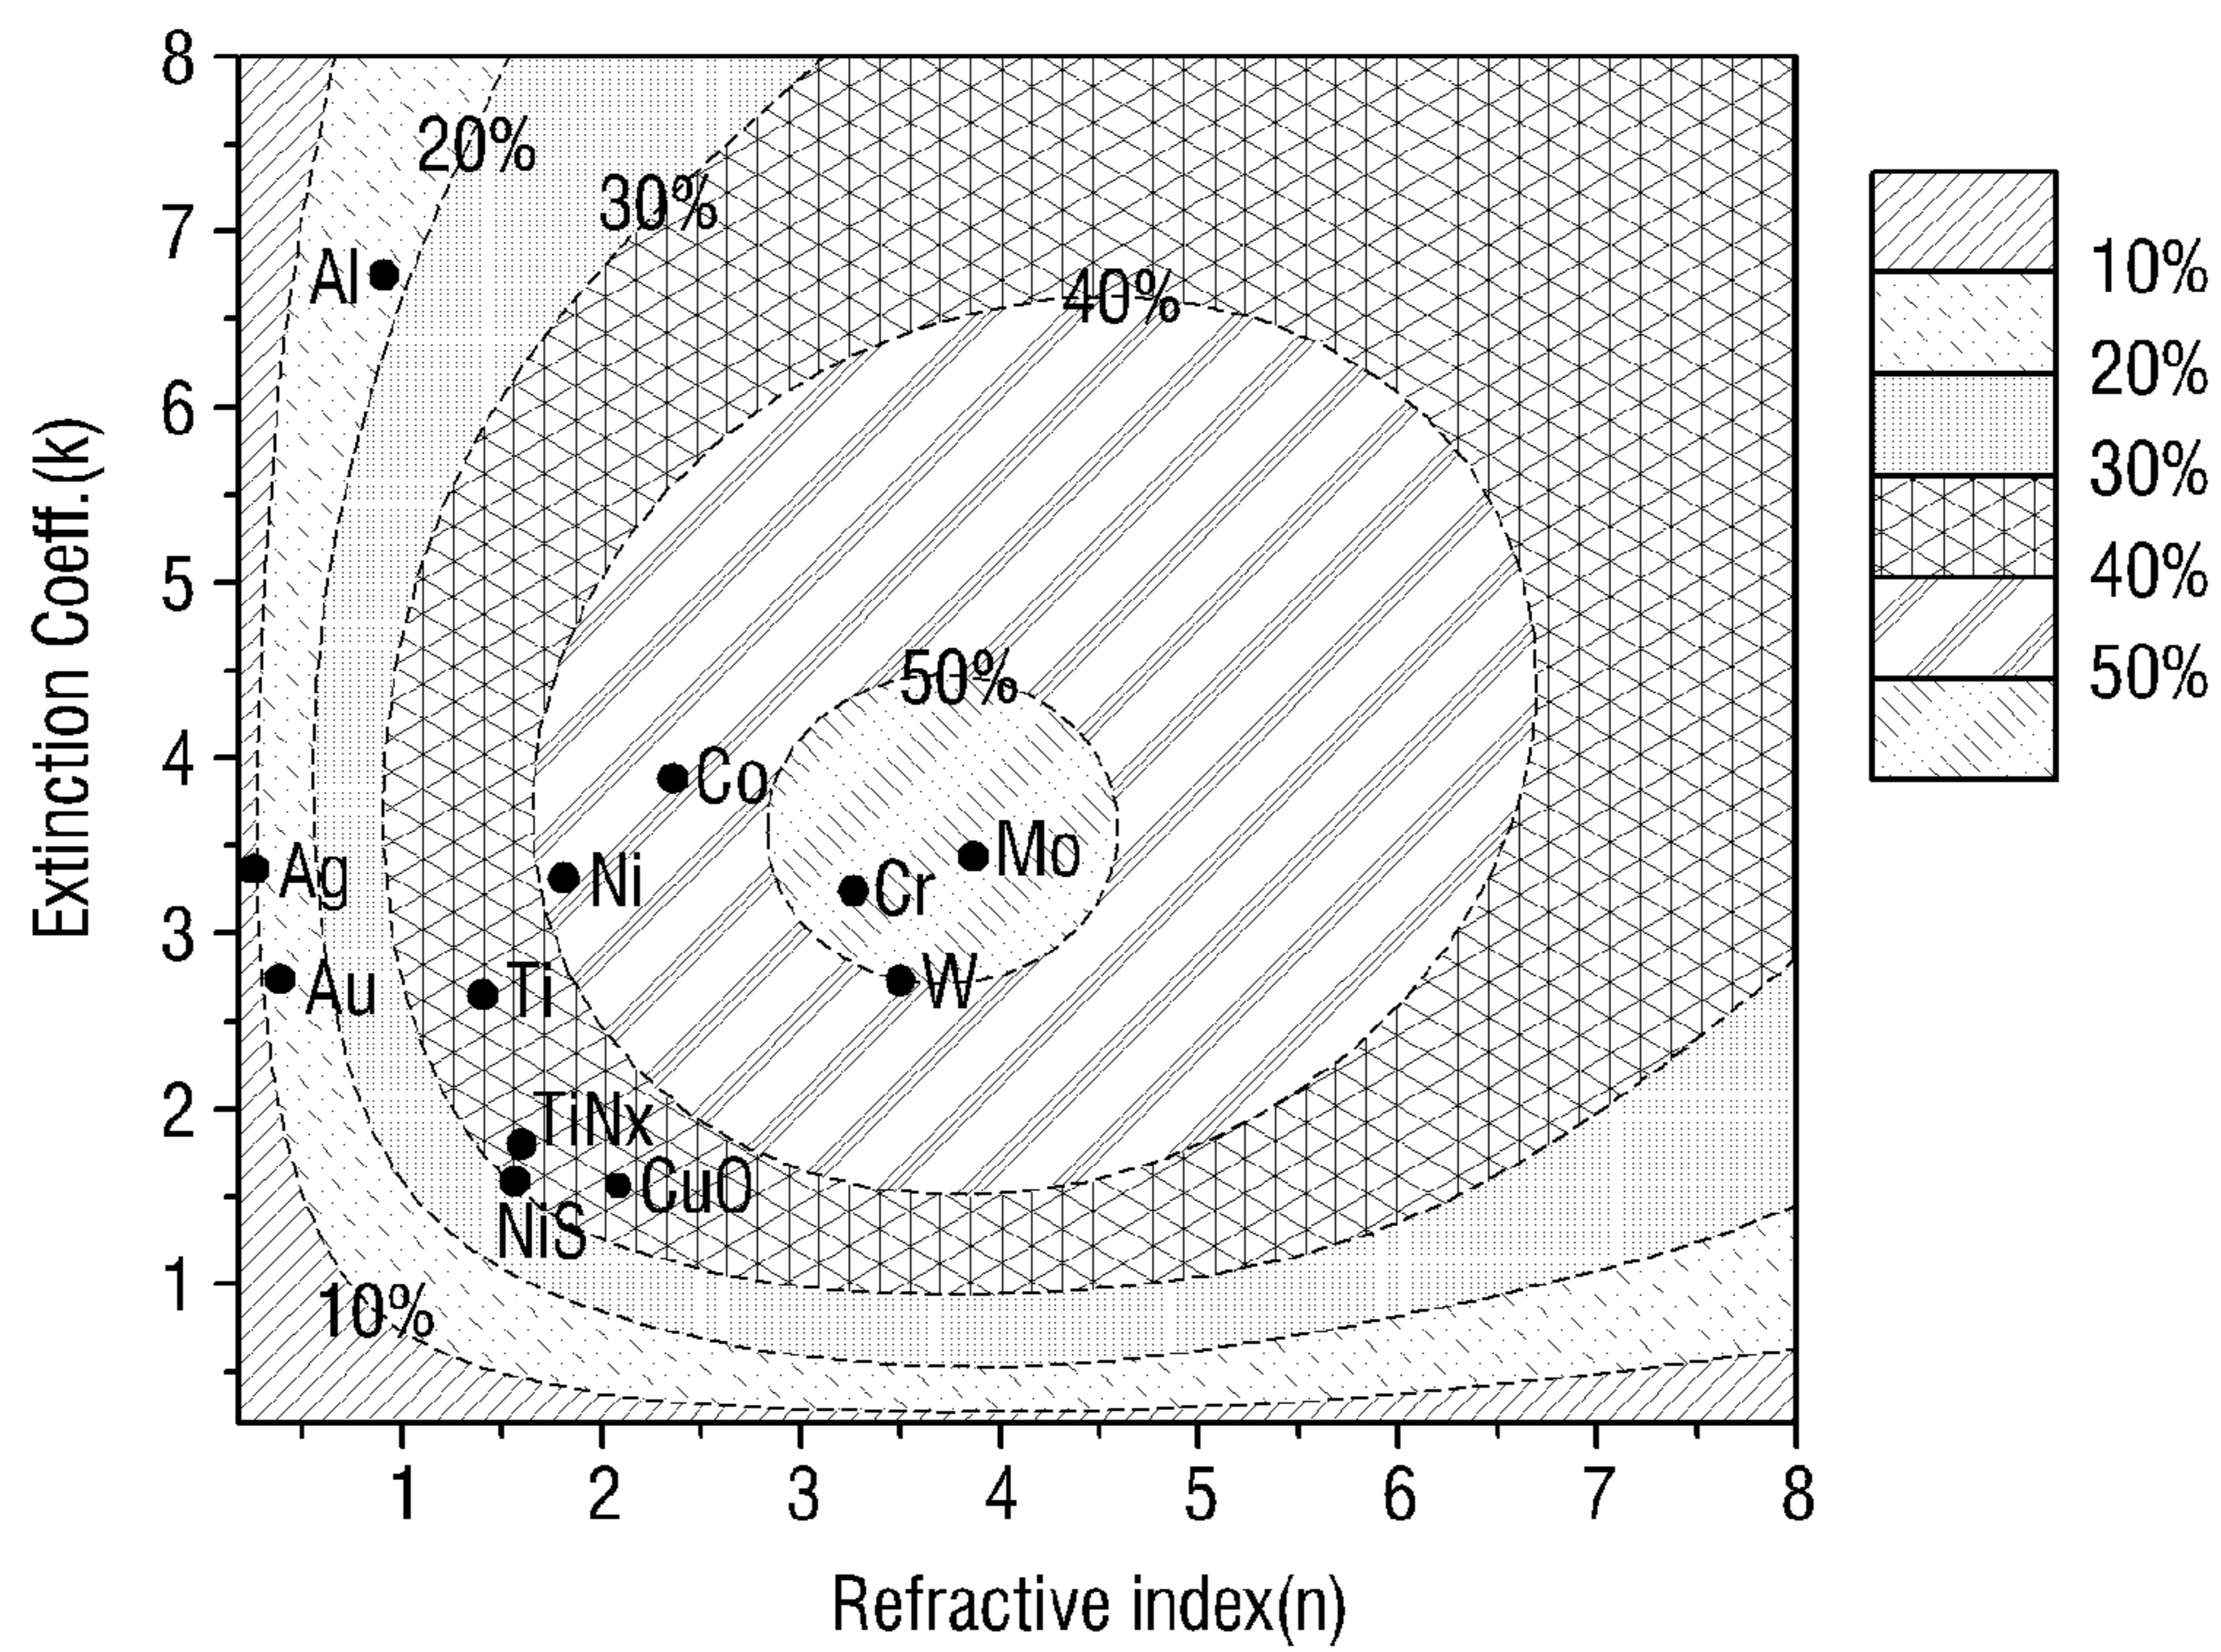 8
7
6
5
4
3
2
1
Extinction Coeff.(k)
20%
30%
Al
40%
50%
Co
Mo
Ag
Ni
Cr
Au
Ti
W
TiNx
CuO
NiS
10%
1 2 3 4 5 6 7 8
Refractive index(n)
10%
20%
30%
40%
50%